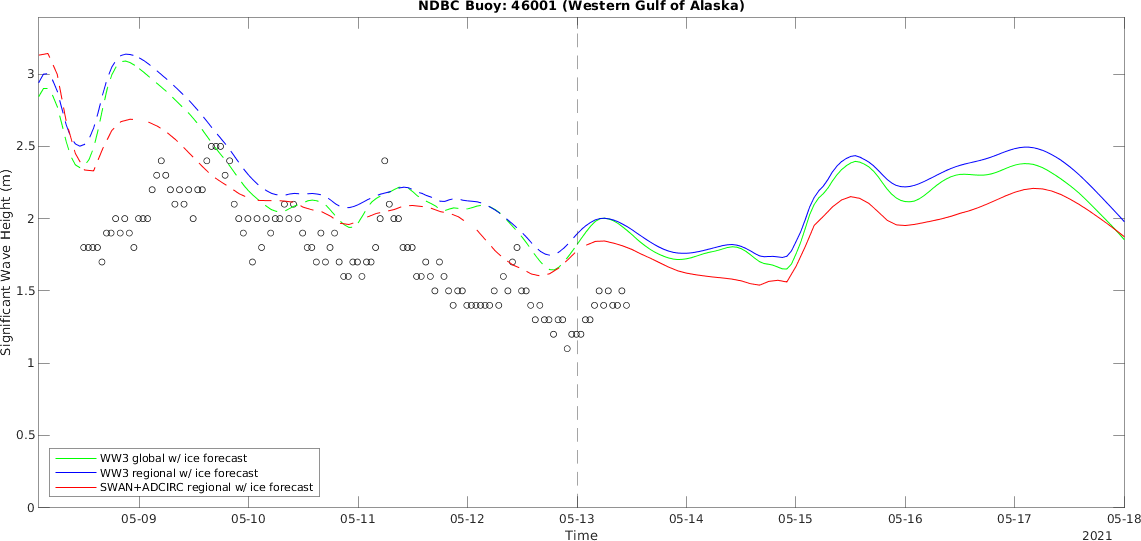 NDBC Buoy: 46001 (Western Gulf of Alaska)
Significant Wave Height (m)
3
2.5
2
1.5
1
0.5
0
WW3 global w/ ice forecast
WW3 regional w/ ice forecast
SWAN+ADCIRC regional w/ ice forecast
05-09 05-10 05-11 05-12 05-13 05-14 05-15 05-16 05-17 05-18
Time
2021